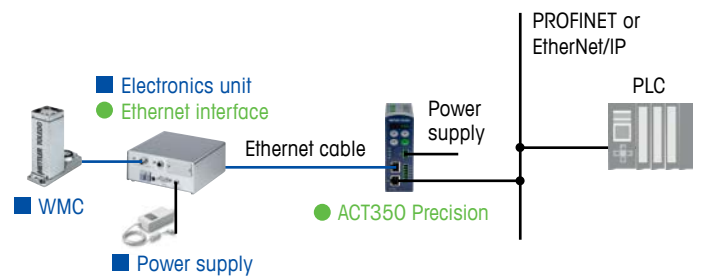 PROFINET or
EtherNet/IP
PLC
Electronics unit
Ethernet interface
Power
supply
Ethernet cable
WMC
ACT350 Precision
Power supply